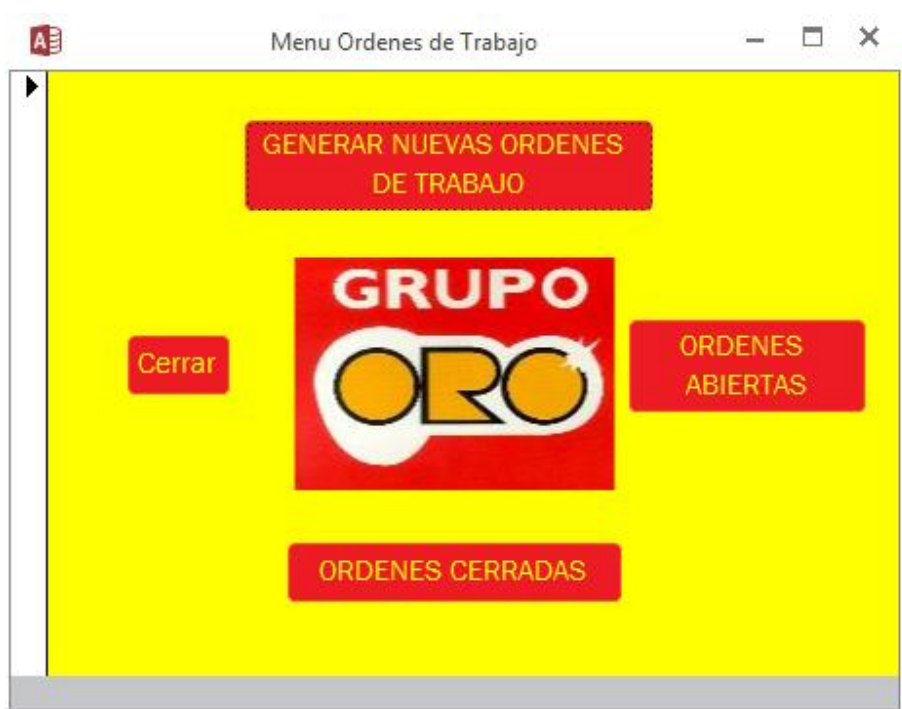 Menu Ordenes de Trabajo
GENERAR NUEVAS ORDENES
DE TRABAJO
GRUPO
ORO
Cerrar
ORDENES
ABIERTAS
ORDENES CERRADAS